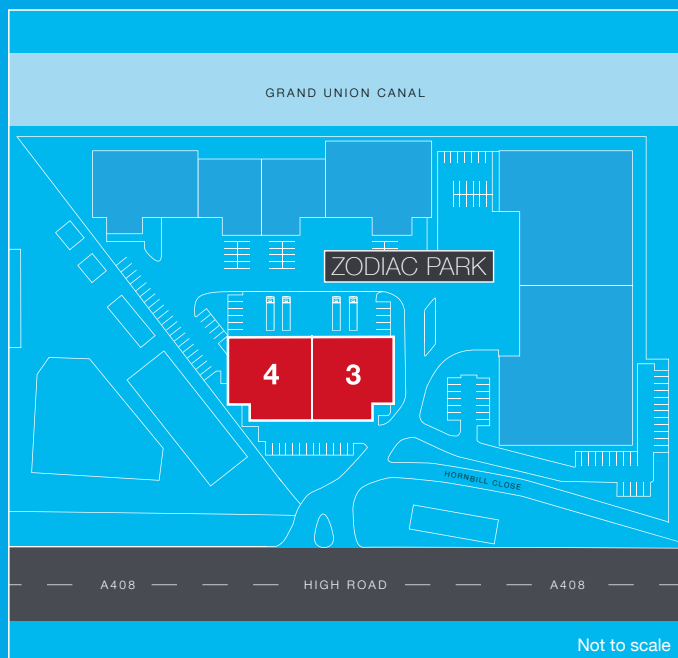 GRAND UNION CANAL
ZODIAC PARK
4 3
HORNBILL CLOSE
A408 HIGH ROAD A408
Not to scale